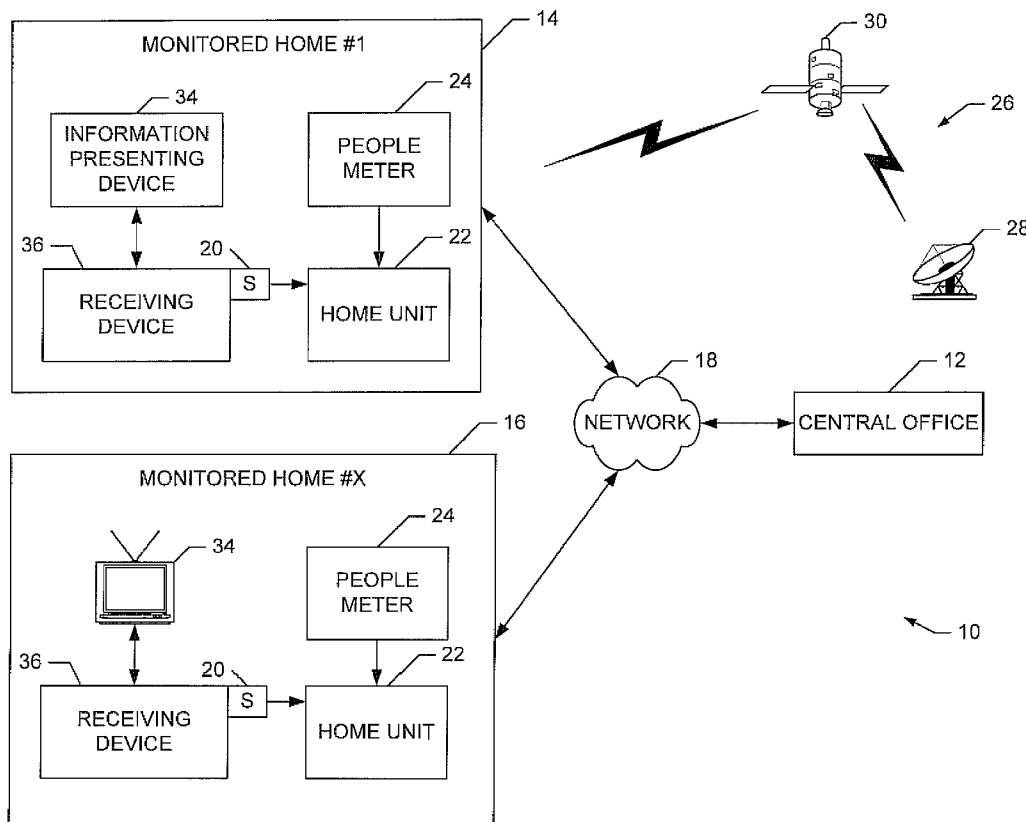 MONITORED HOME #1
14
30
34
24
26
INFORMATION
PRESENTING
DEVICE
PEOPLE
METER
36
20
22
28
S
RECEIVING
DEVICE
HOME UNIT
18
12
NETWORK
CENTRAL OFFICE
16
MONITORED HOME #X
34
24
PEOPLE
METER
10
36
20
22
S
RECEIVING
DEVICE
HOME UNIT